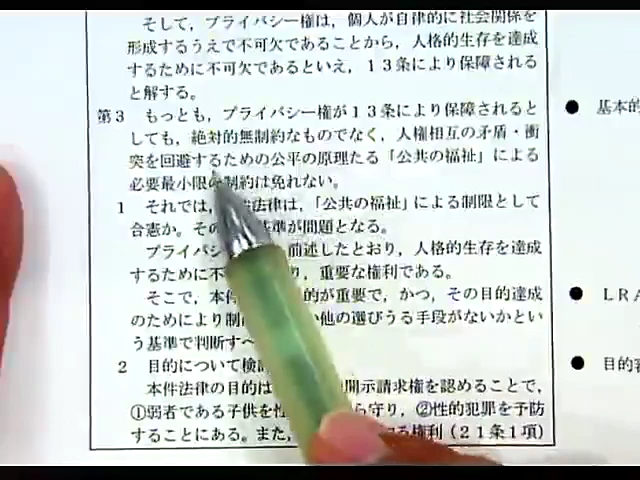 そして，プライバシー権は，個人が自律的に社会関係を
形成するうえで不可欠であることから，人格的生存を達成
するために不可欠であるといえ，１３条により保障される
と解する。
第３　もっとも，プライバシー権が１３条により保障されると
しても，絶対的無制約なものでなく，人権相互の矛盾・衝
突を回避するための公平の原理たる「公共の福祉」による
必要最小限の制約は免れない。
１　それでは，　法律は，「公共の福祉」による制限として
合憲か。その　基準が問題となる。
プライバシ　前述したとおり，人格的生存を達成
するために不　り，重要な権利である。
そこで，本件　的が重要で，かつ，その目的達成
のためにより制　い他の選びうる手段がないかとい
う基準で判断すべ
２　目的について検討
本件法律の目的は　開示請求権を認めることで，
①弱者である子供を性　ら守り，②性的犯罪を予防
することにある。また，　る権利（２１条１項）
● 基本的
● ＬＲＡ
● 目的審